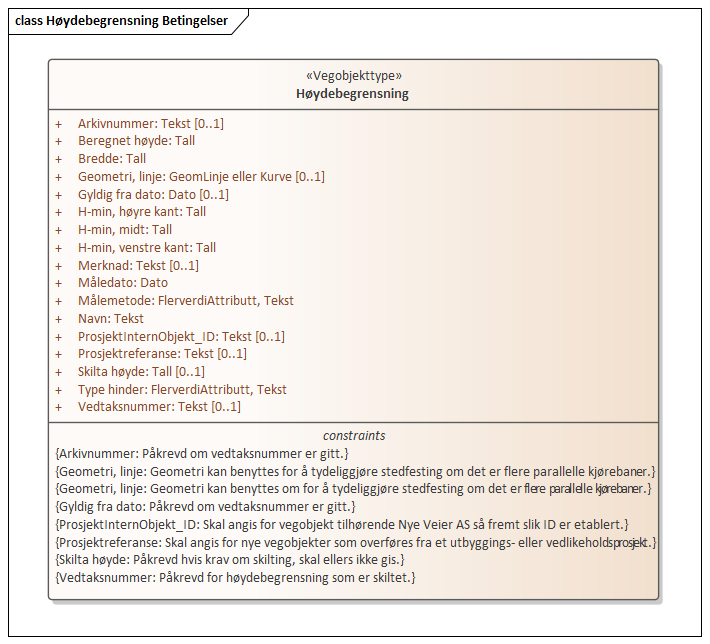 class Høydebegrensning Betingelser
«Vegobjekttype»
Høydebegrensning
+ Arkivnummer: Tekst [0..1]
+ Beregnet høyde: Tall
+ Bredde: Tall
+ Geometri, linje: GeomLinje eller Kurve [0..1]
+ Gyldig fra dato: Dato [0..1]
+ H-min, høyre kant: Tall
+ H-min, midt: Tall
+ H-min, venstre kant: Tall
+ Merknad: Tekst [0..1]
+ Måledato: Dato
+ Målemetode: FlerverdiAttributt, Tekst
+ Navn: Tekst
+ ProsjektInternObjekt_ID: Tekst [0..1]
+ Prosjektreferanse: Tekst [0..1]
+ Skilta høyde: Tall [0..1]
+ Type hinder: FlerverdiAttributt, Tekst
+ Vedtaksnummer: Tekst [0..1]
constraints
{Arkivnummer: Påkrevd om vedtaksnummer er gitt.}
{Geometri, linje: Geometri kan benyttes for å tydeliggjøre stedfesting om det er flere parallelle kjørebaner.}
{Geometri, linje: Geometri kan benyttes om for å tydeliggjøre stedfesting om det er flere parallelle kjørebaner.}
{Gyldig fra dato: Påkrevd om vedtaksnummer er gitt.}
{ProsjektInternObjekt_ID: Skal angis for vegobjekt tilhørende Nye Veier AS så fremt slik ID er etablert.}
{Prosjektreferanse: Skal angis for nye vegobjekter som overføres fra et utbyggings- eller vedlikeholdsprosjekt.}
{Skilta høyde: Påkrevd hvis krav om skilting, skal ellers ikke gis.}
{Vedtaksnummer: Påkrevd for høydebegrensning som er skiltet.}